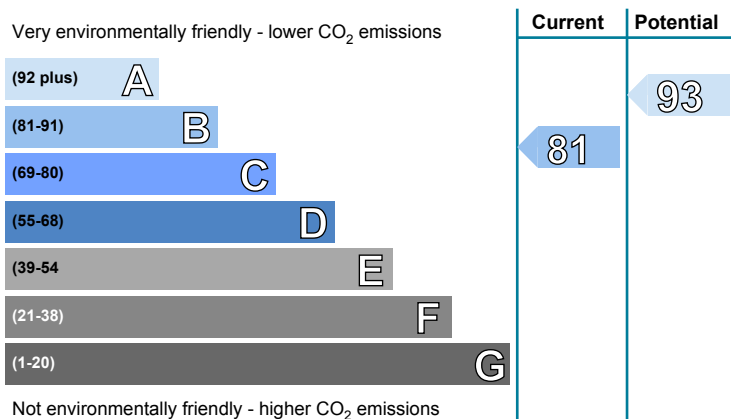 Very environmentally friendly - lower CO₂ emissions
Current
Potential
(92 plus) A
(81-91) B
(69-80) C
(55-68) D
(39-54 E
(21-38) F
(1-20) G
81
93
Not environmentally friendly - higher CO₂ emissions